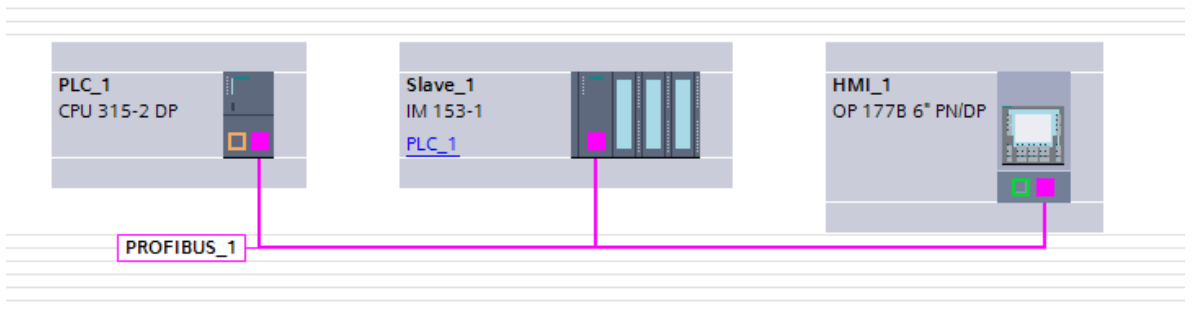 PLC_1
CPU 315-2 DP
Slave_1
IM 153-1
PLC_1
HMI_1
OP 177B 6" PN/DP
PROFIBUS_1